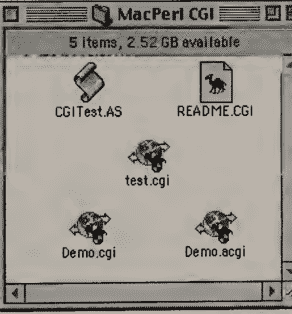 MacPerl CGI
5 items, 2.52 GB available
CGITest.AS README.CGI
test.cgi
Demo.cgi Demo.acgi